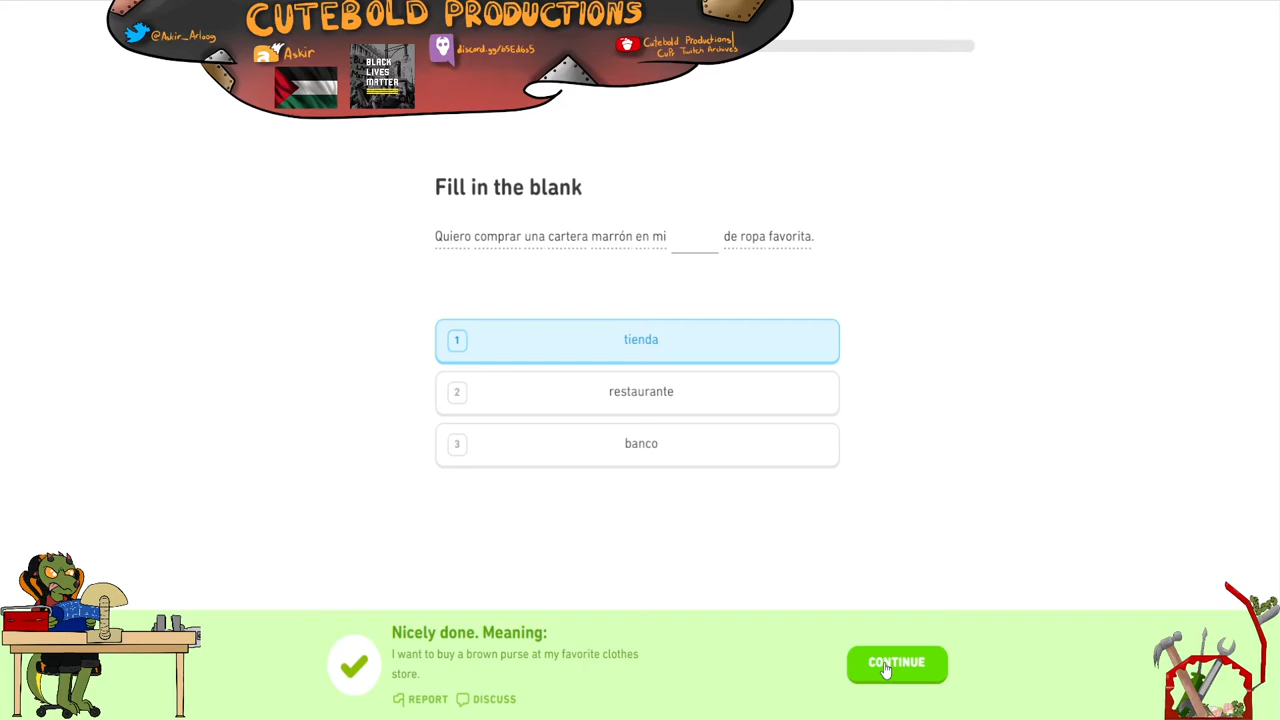 CUTEBOLD PRODUCTIONS
@Askir_Arloog
Askir
BLACK
LIVES
MATTER
Cutebold Productions
Cuts Twitch Archives
Fill in the blank
Quiero comprar una cartera marrón en mi ______ de ropa favorita.
1 tienda
2 restaurante
3 banco
Nicely done. Meaning:
I want to buy a brown purse at my favorite clothes
store.
REPORT DISCUSS
CONTINUE